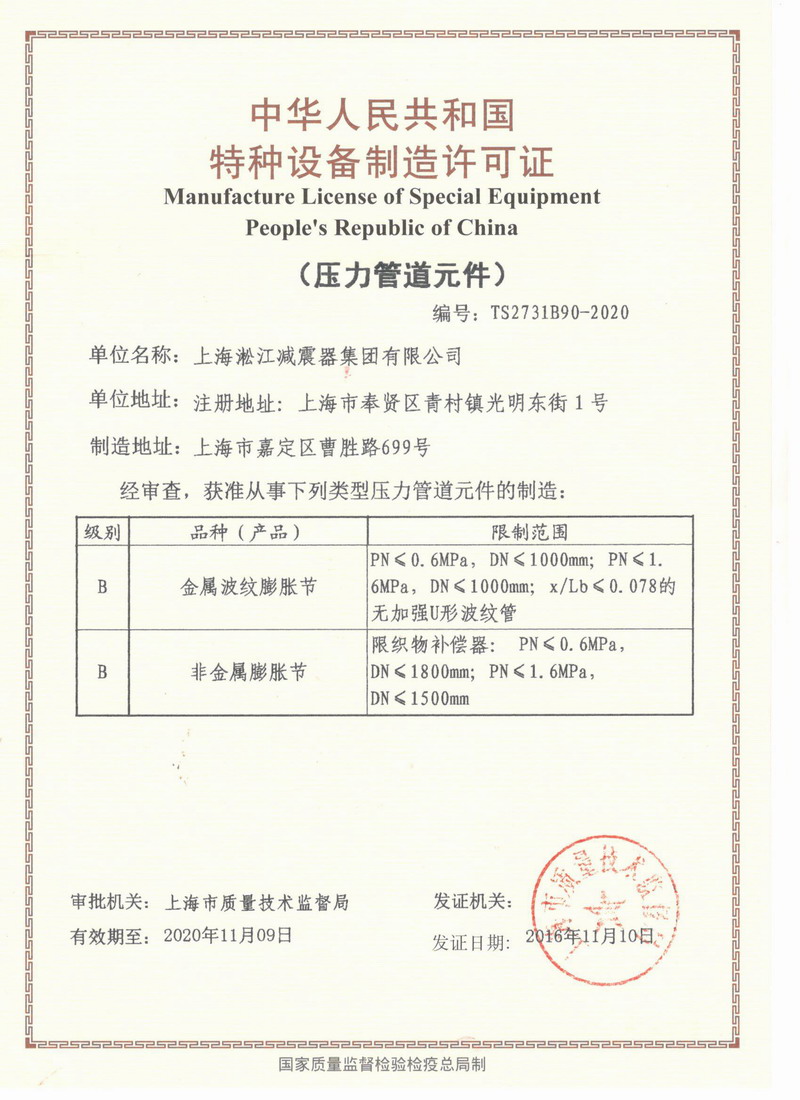 中华人民共和国
特种设备制造许可证
Manufacture License of Special Equipment
People's Republic of China
（压力管道元件）
编号：TS2731B90-2020
单位名称：上海淞江减震器集团有限公司
单位地址：注册地址：上海市奉贤区青村镇光明东街1号
制造地址：上海市嘉定区曹胜路699号
经审查，获准从事下列类型压力管道元件的制造：
级别 品种（产品） 限制范围
B 金属波纹膨胀节 PN≤0.6MPa，DN≤1000mm；PN≤1.
6MPa，DN≤1000mm；x/Lb≤0.078的
无加强U形波纹管
B 非金属膨胀节 限织物补偿器： PN≤0.6MPa，
DN≤1800mm；PN≤1.6MPa，
DN≤1500mm
审批机关：上海市质量技术监督局 发证机关：
有效期至：2020年11月09日 发证日期：2016年11月10日
市质量技术监督
国家质量监督检验检疫总局制